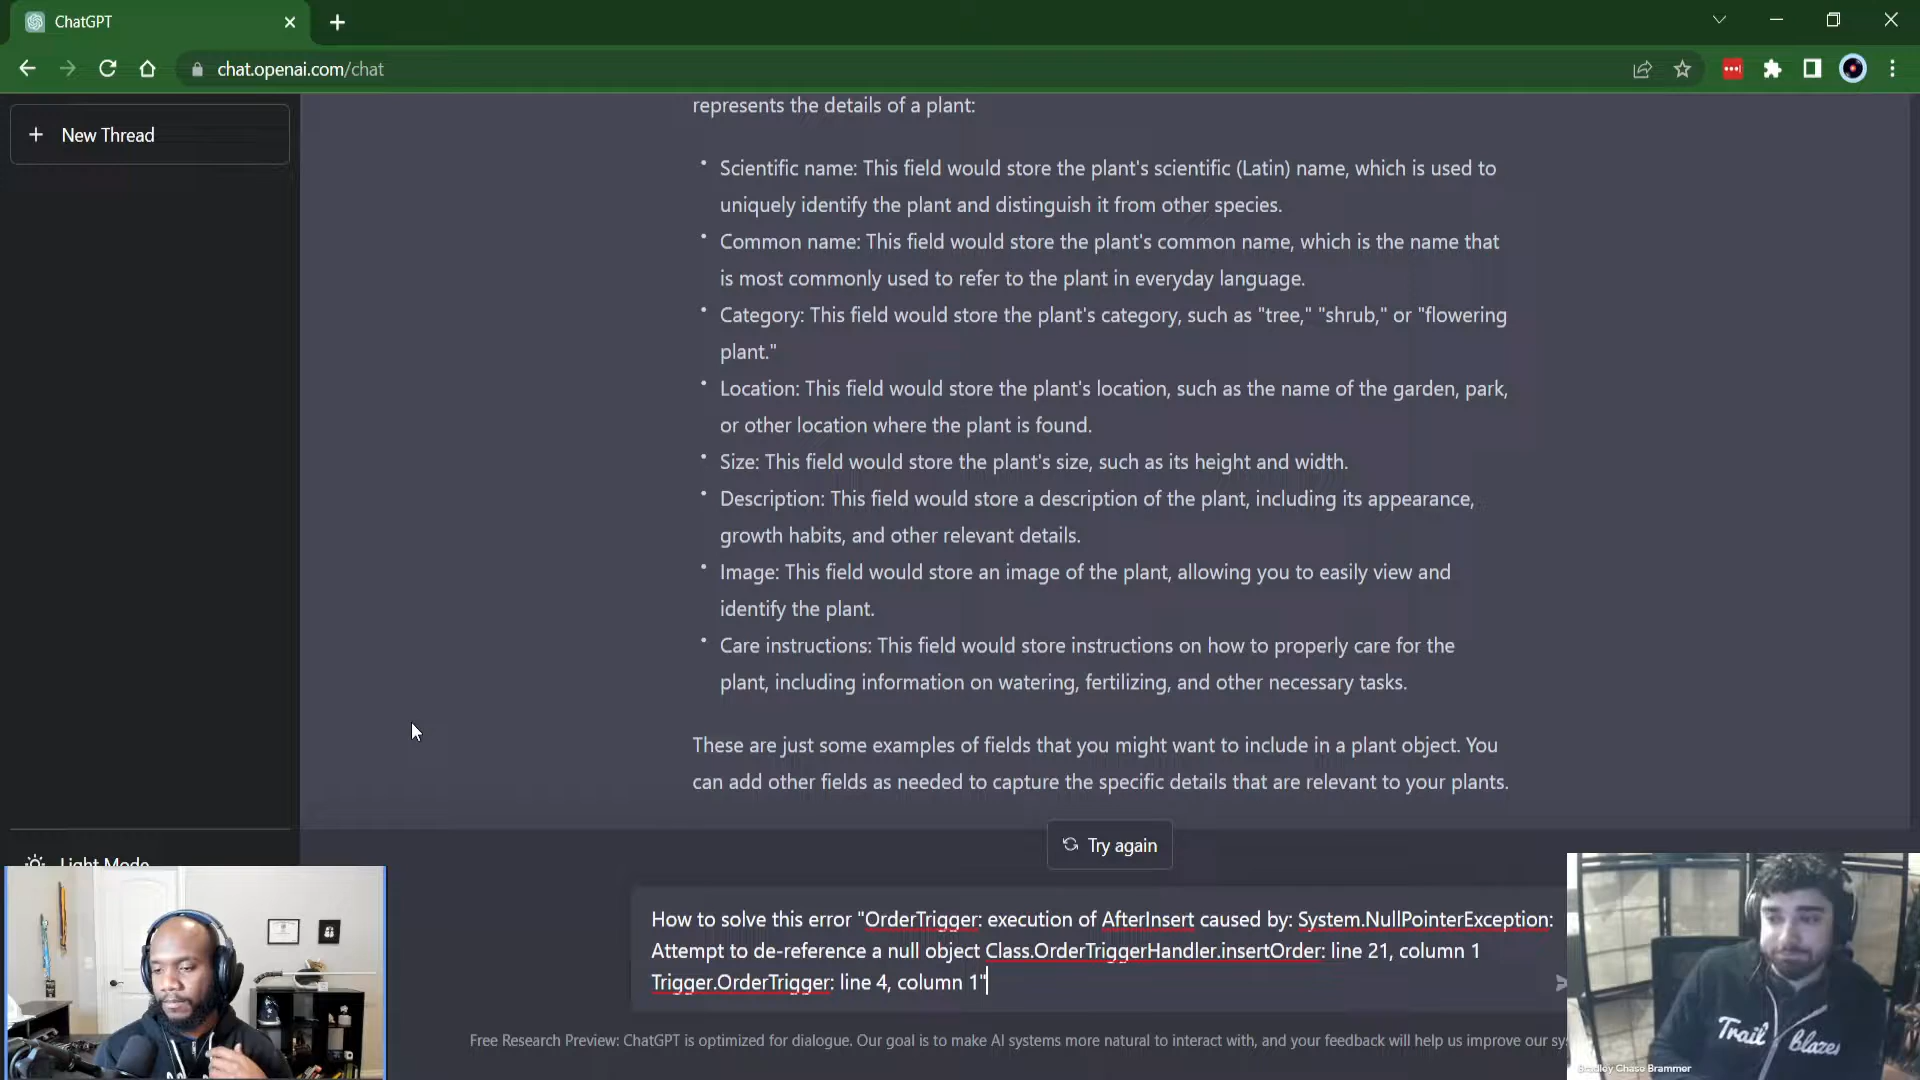 ChatGPT
chat.openai.com/chat
New Thread
represents the details of a plant:
• Scientific name: This field would store the plant's scientific (Latin) name, which is used to
uniquely identify the plant and distinguish it from other species.
• Common name: This field would store the plant's common name, which is the name that
is most commonly used to refer to the plant in everyday language.
• Category: This field would store the plant's category, such as "tree," "shrub," or "flowering
plant."
• Location: This field would store the plant's location, such as the name of the garden, park,
or other location where the plant is found.
• Size: This field would store the plant's size, such as its height and width.
• Description: This field would store a description of the plant, including its appearance,
growth habits, and other relevant details.
• Image: This field would store an image of the plant, allowing you to easily view and
identify the plant.
• Care instructions: This field would store instructions on how to properly care for the
plant, including information on watering, fertilizing, and other necessary tasks.
These are just some examples of fields that you might want to include in a plant object. You
can add other fields as needed to capture the specific details that are relevant to your plants.
Try again
Light Mode
How to solve this error "OrderTrigger: execution of AfterInsert caused by: System.NullPointerException:
Attempt to de-reference a null object Class.OrderTriggerHandler.insertOrder: line 21, column 1
Trigger.OrderTrigger: line 4, column 1"
Free Research Preview: ChatGPT is optimized for dialogue. Our goal is to make AI systems more natural to interact with, and your feedback will help us improve our sy
Trail blazer
Bradley Chase Brammer